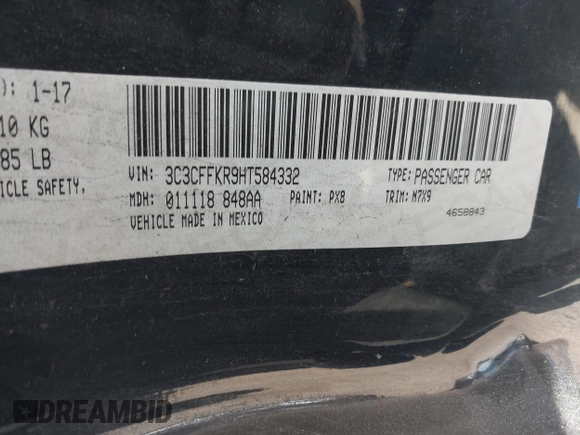 ): 1-17
10 KG
85 LB
ICLE SAFETY,
VIN: 3C3CFFKR9HT584332
TYPE: PASSENGER CAR
MDH: 011118 848AA
PAINT: PX8
TRIM: N7X9
VEHICLE MADE IN MEXICO
4658843
DREAMBID